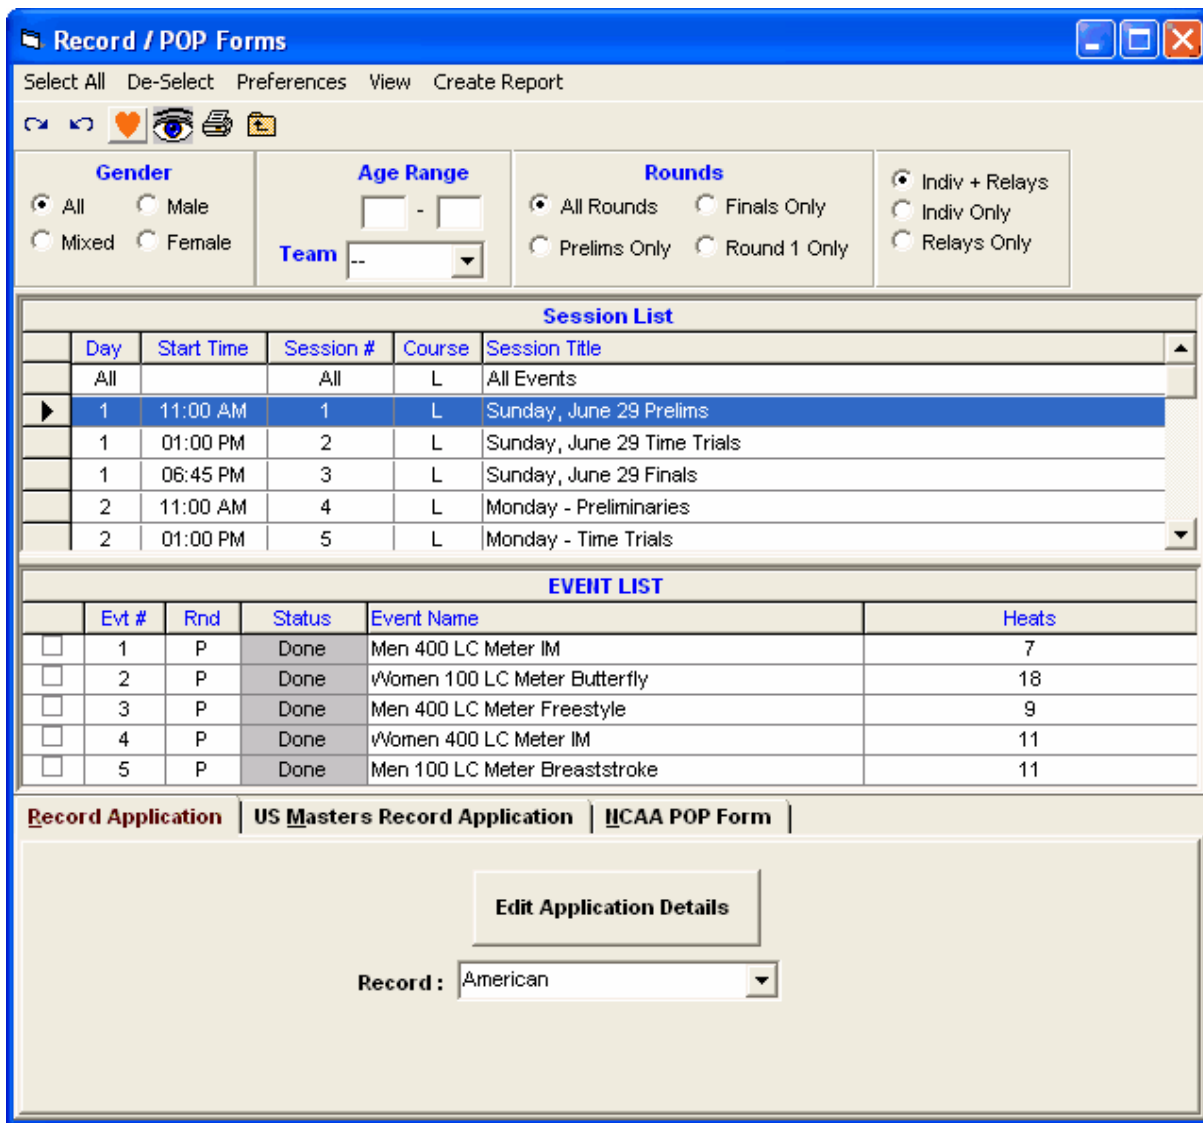 Record / POP Forms
Select All De-Select Preferences View Create Report
Gender Age Range Rounds
All Male - All Rounds Finals Only Indiv + Relays
Indiv Only
Mixed Female Team -- Prelims Only Round 1 Only Relays Only
Session List
Day Start Time Session # Course Session Title
All All L All Events
1 11:00 AM 1 L Sunday, June 29 Prelims
1 01:00 PM 2 L Sunday, June 29 Time Trials
1 06:45 PM 3 L Sunday, June 29 Finals
2 11:00 AM 4 L Monday - Preliminaries
2 01:00 PM 5 L Monday - Time Trials
EVENT LIST
Evt # Rnd Status Event Name Heats
1 P Done Men 400 LC Meter IM 7
2 P Done Women 100 LC Meter Butterfly 18
3 P Done Men 400 LC Meter Freestyle 9
4 P Done Women 400 LC Meter IM 11
5 P Done Men 100 LC Meter Breaststroke 11
Record Application US Masters Record Application NCAA POP Form
Edit Application Details
Record : American